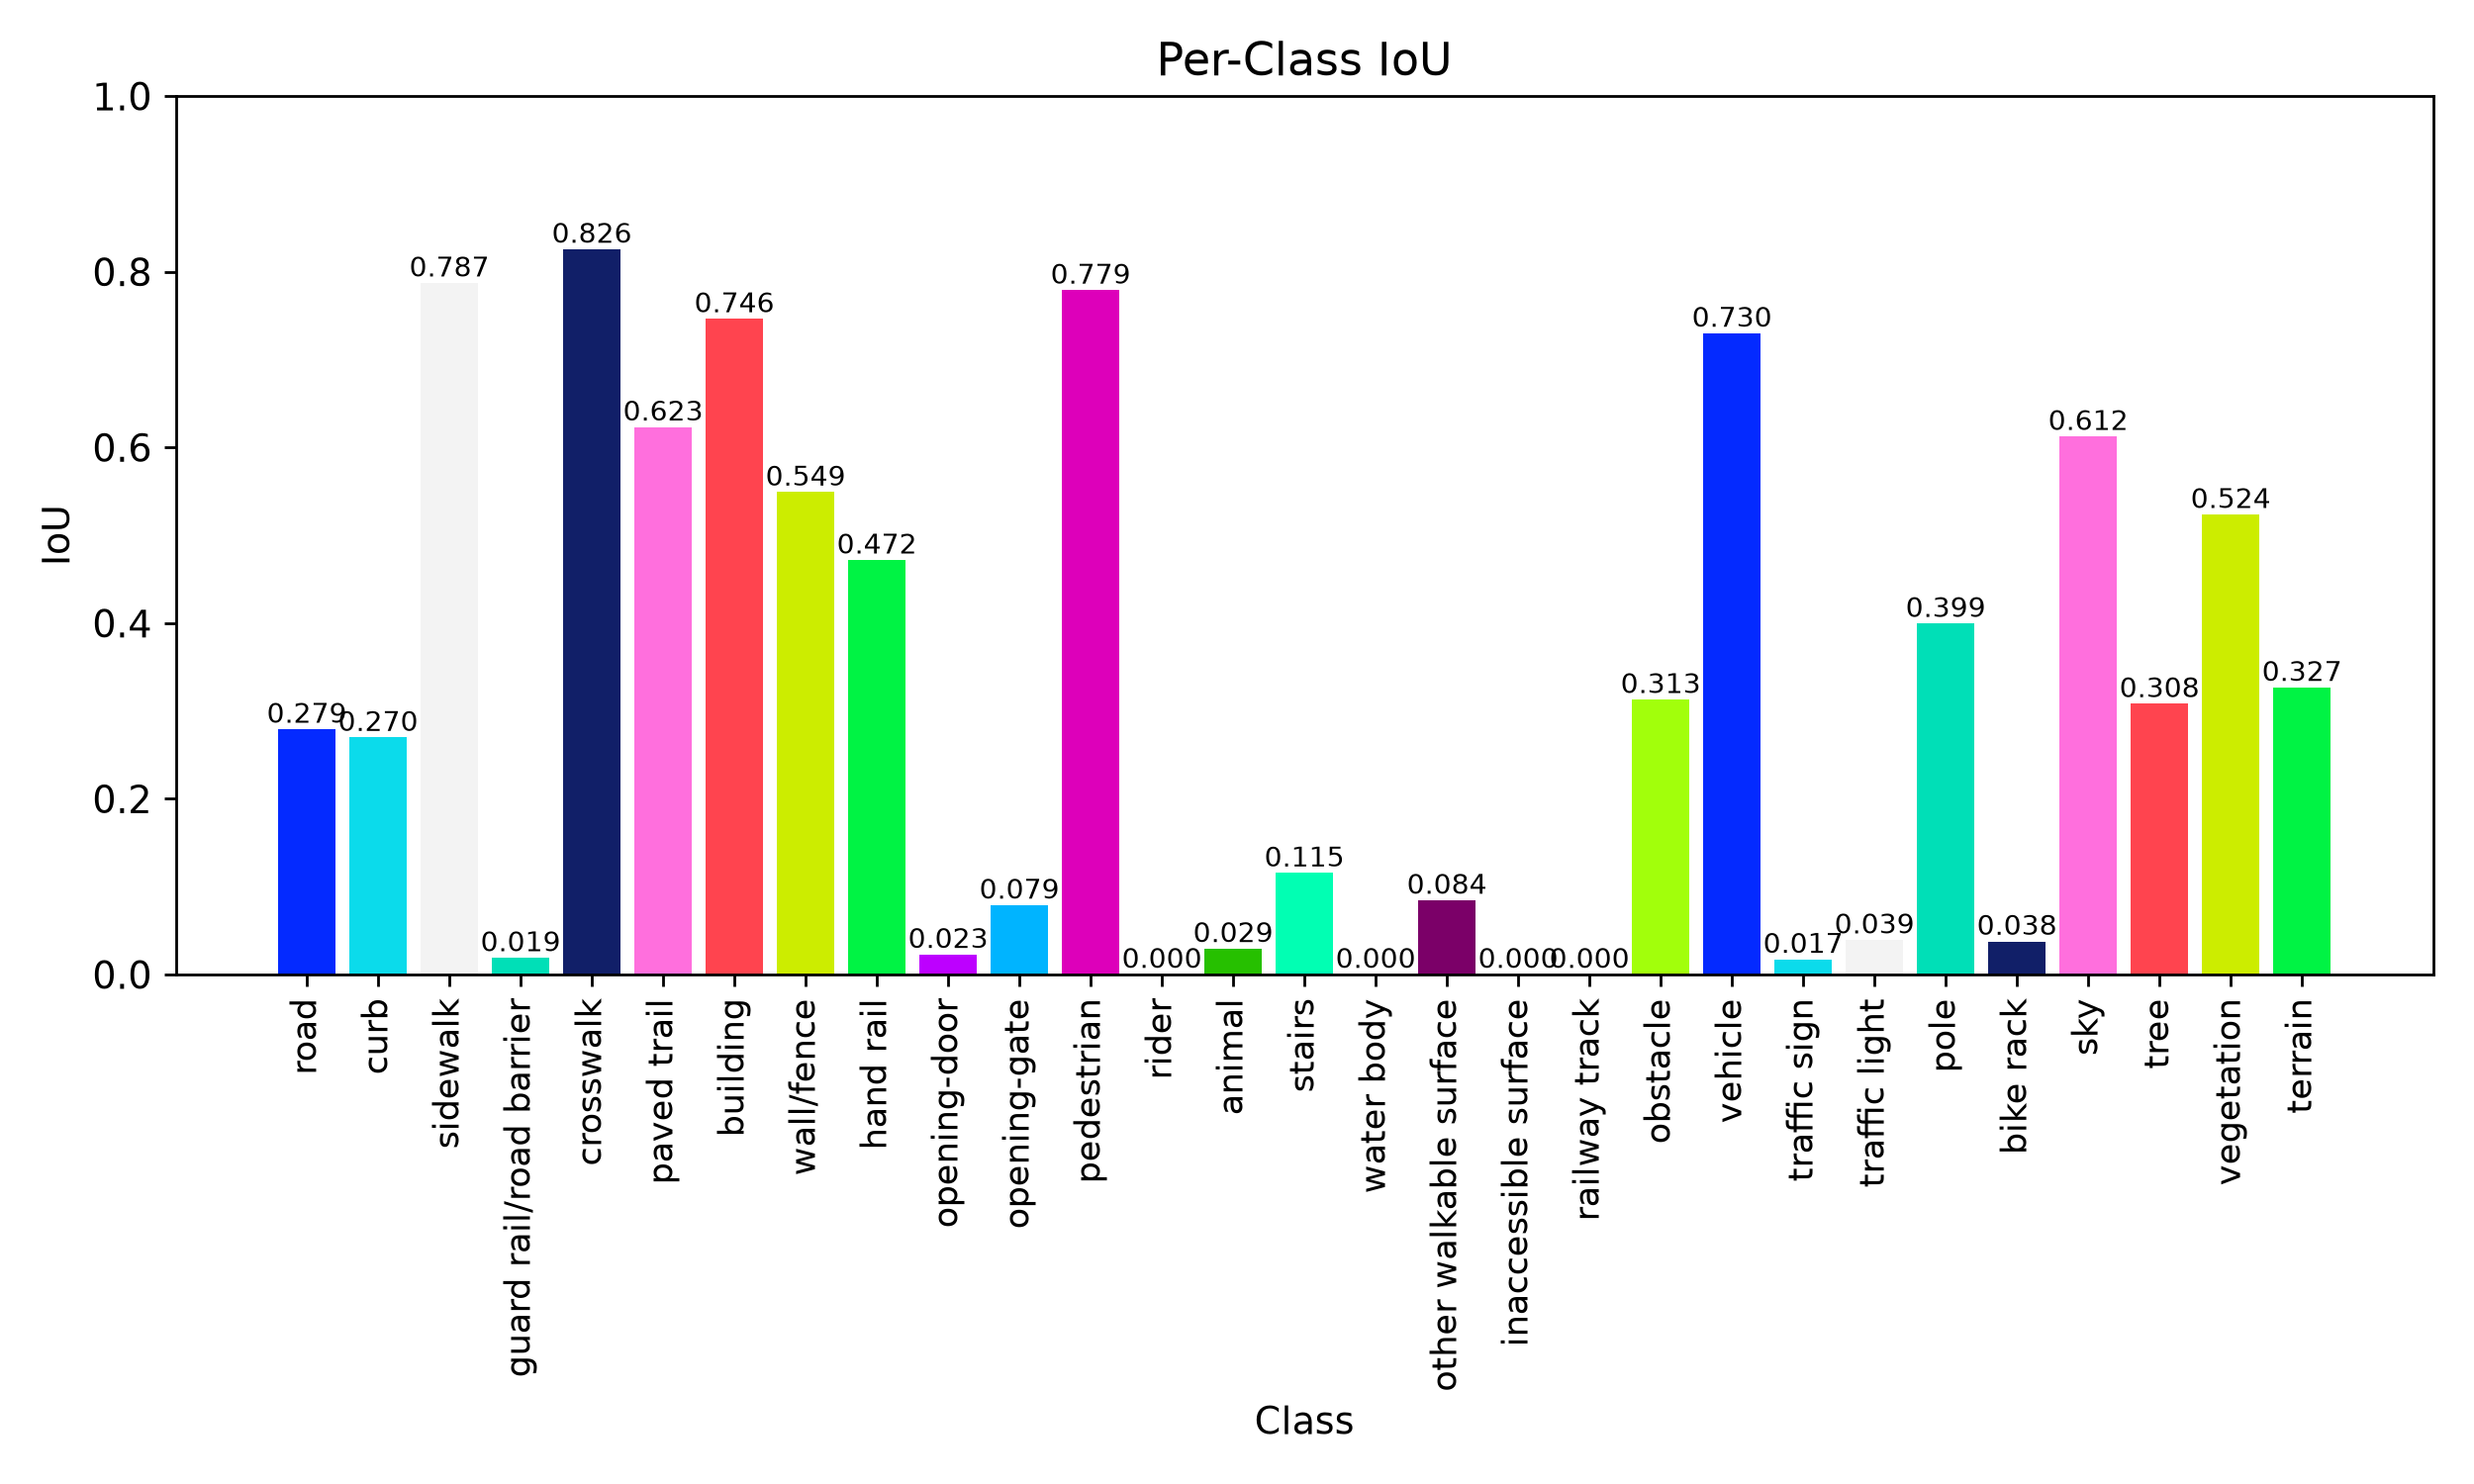 Per-Class IoU
1.0
0.8
0.6
0.4
0.2
0.0
IoU
0.279
0.270
0.787
0.019
0.826
0.623
0.746
0.549
0.472
0.023
0.079
0.779
0.000
0.029
0.115
0.000
0.084
0.000
0.000
0.313
0.730
0.017
0.039
0.399
0.038
0.612
0.308
0.524
0.327
road
curb
sidewalk
guard rail/road barrier
crosswalk
paved trail
building
wall/fence
hand rail
opening-door
opening-gate
pedestrian
rider
animal
stairs
water body
other walkable surface
inaccessible surface
railway track
obstacle
vehicle
traffic sign
traffic light
pole
bike rack
sky
tree
vegetation
terrain
Class